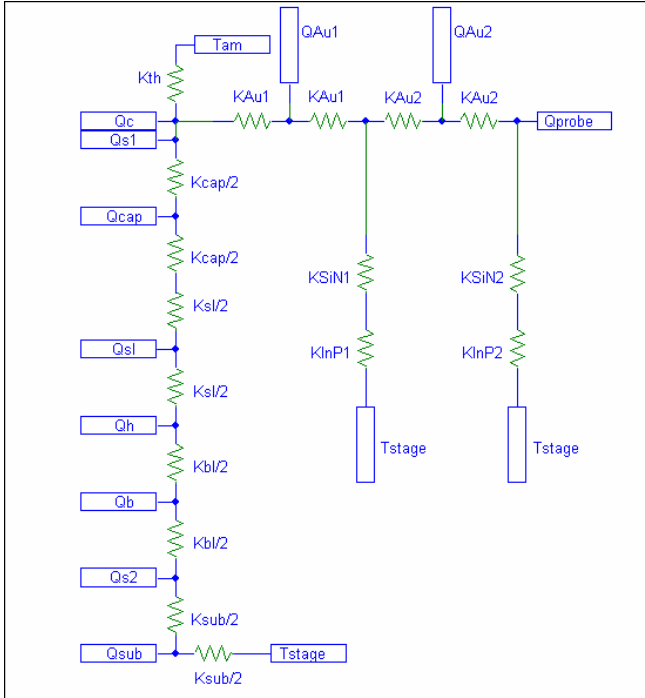 QAu1
QAu2
Tam
Kth
KAu1
KAu1
KAu2
KAu2
Qc
Qprobe
Qs1
Kcap/2
Qcap
Kcap/2
KSiN1
KSiN2
Ksl/2
Qsl
KInP1
KInP2
Ksl/2
Qh
Tstage
Tstage
Kbl/2
Qb
Kbl/2
Qs2
Ksub/2
Qsub
Tstage
Ksub/2